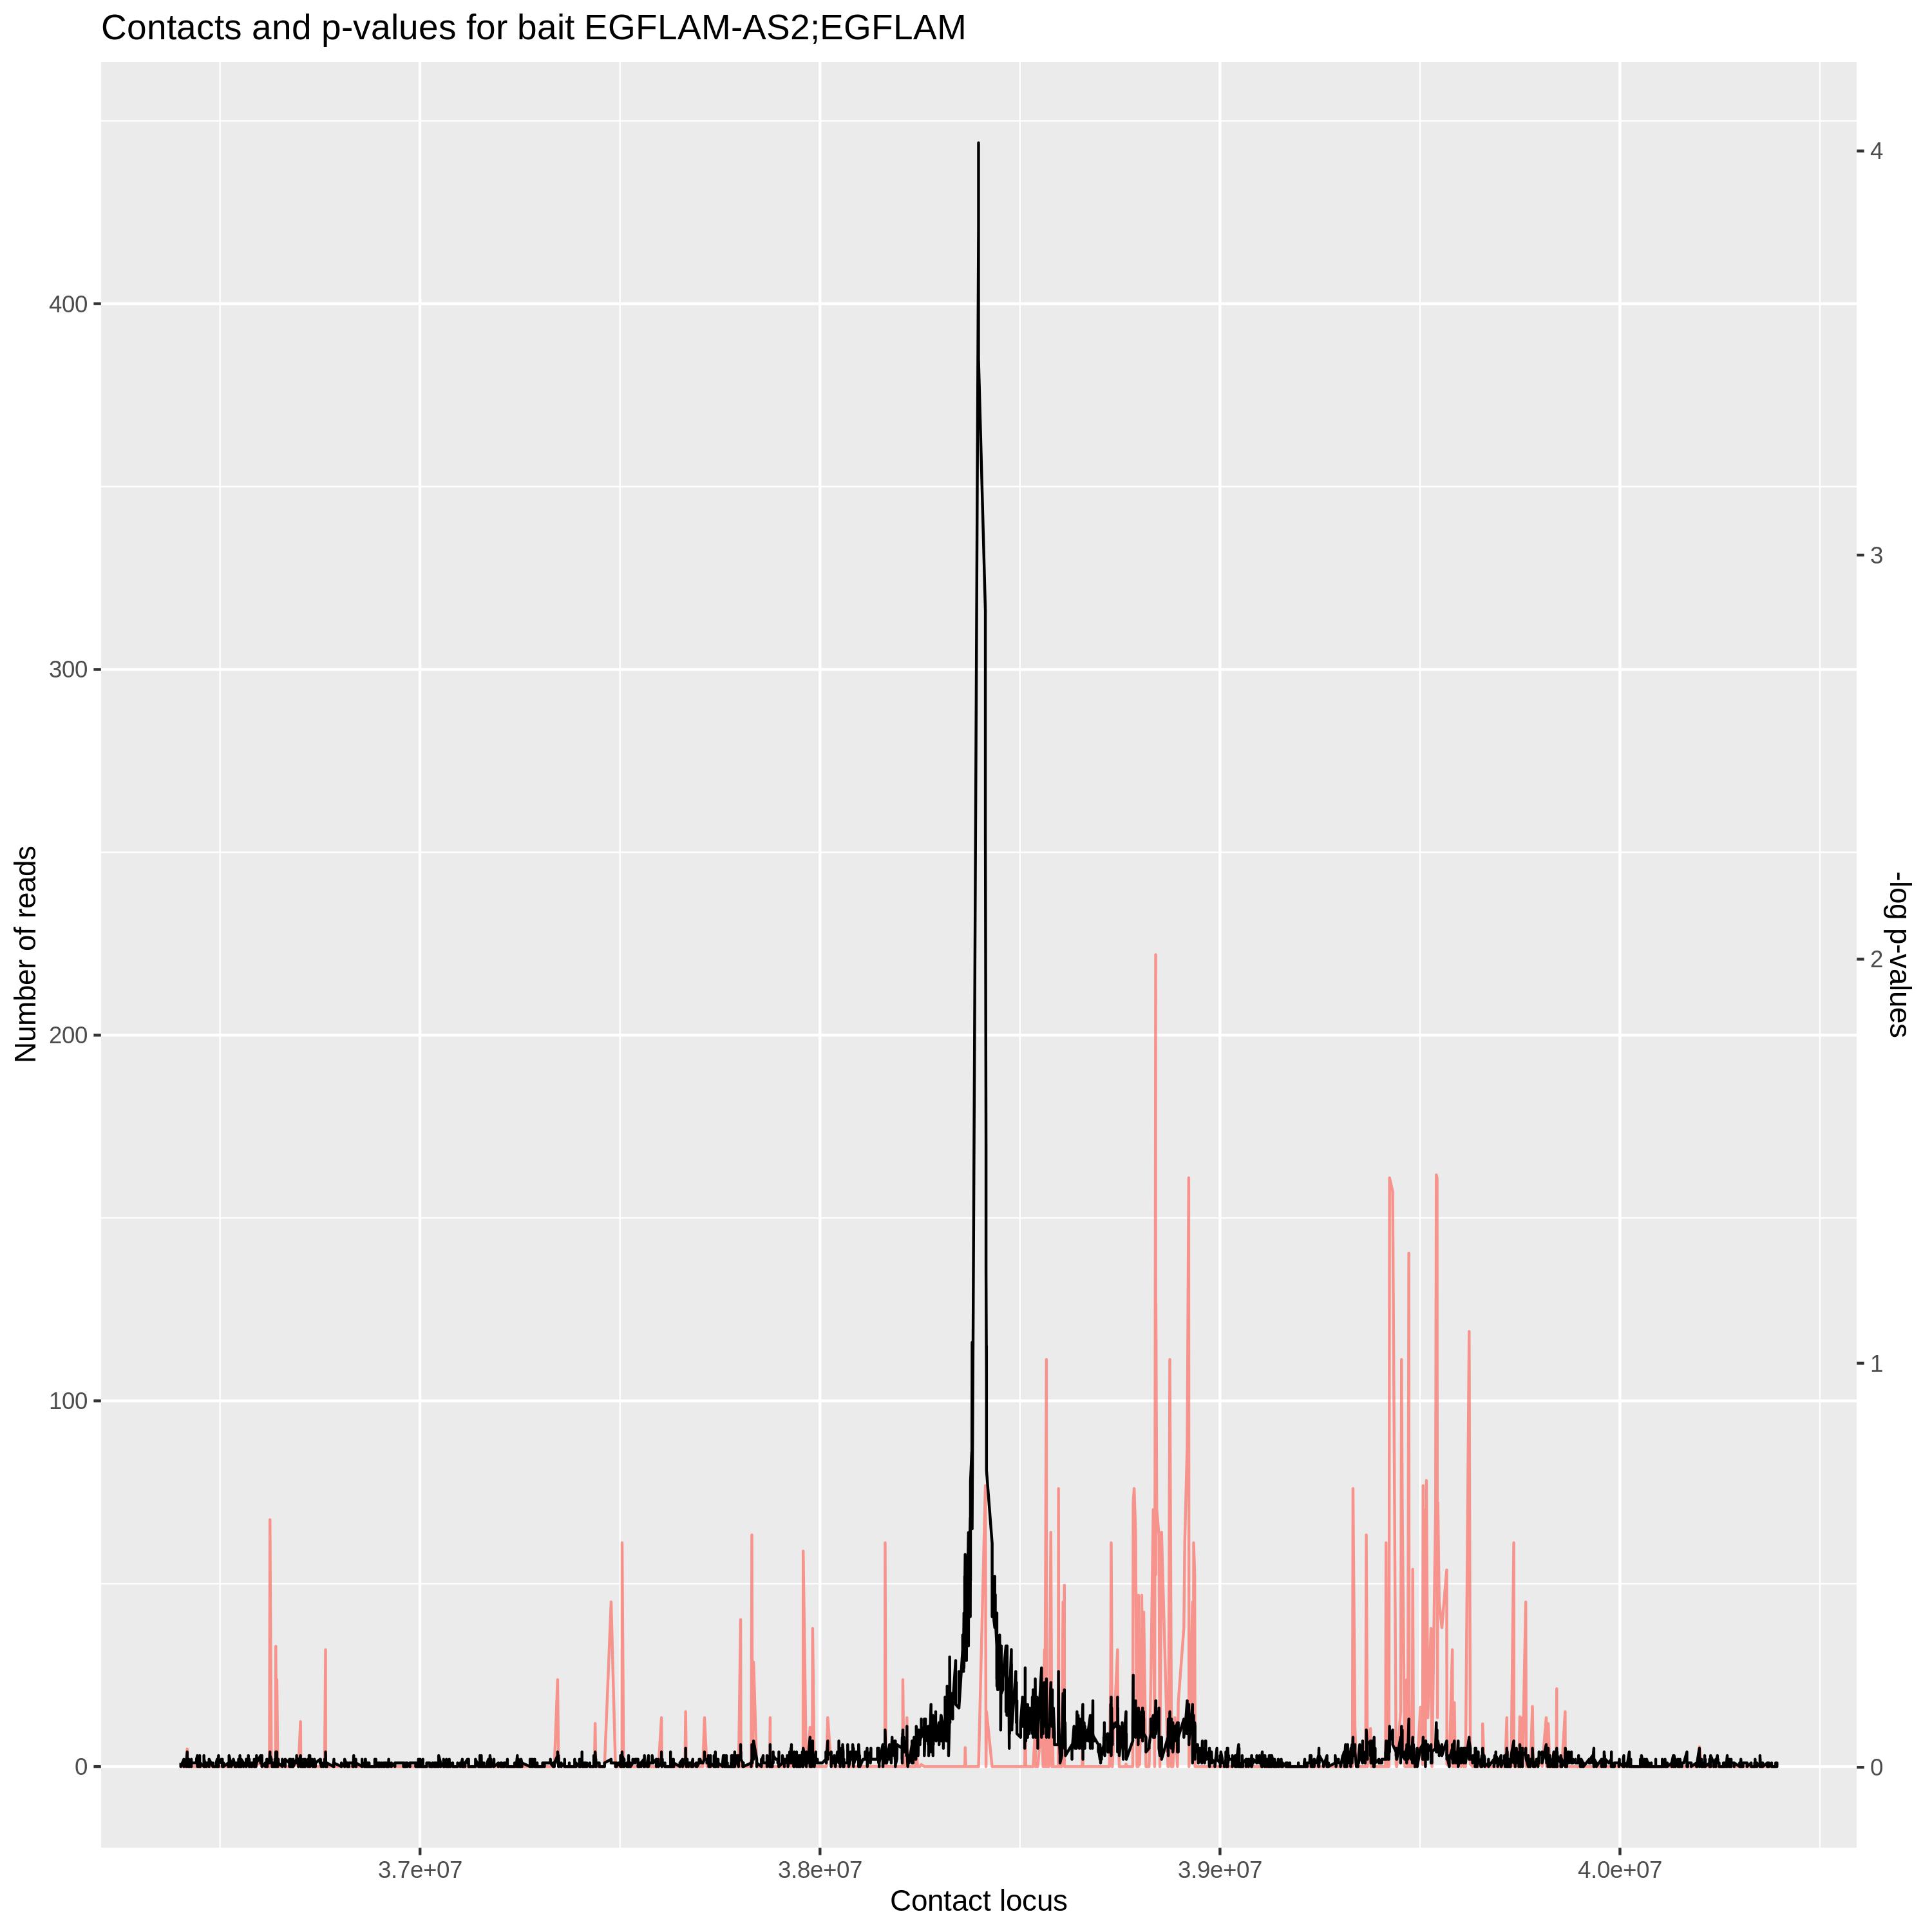 Contacts and p-values for bait EGFLAM-AS2;EGFLAM
Number of reads
400
300
200
100
0
4
3
2
1
0
-log p-values
3.7e+07
3.8e+07
3.9e+07
4.0e+07
Contact locus